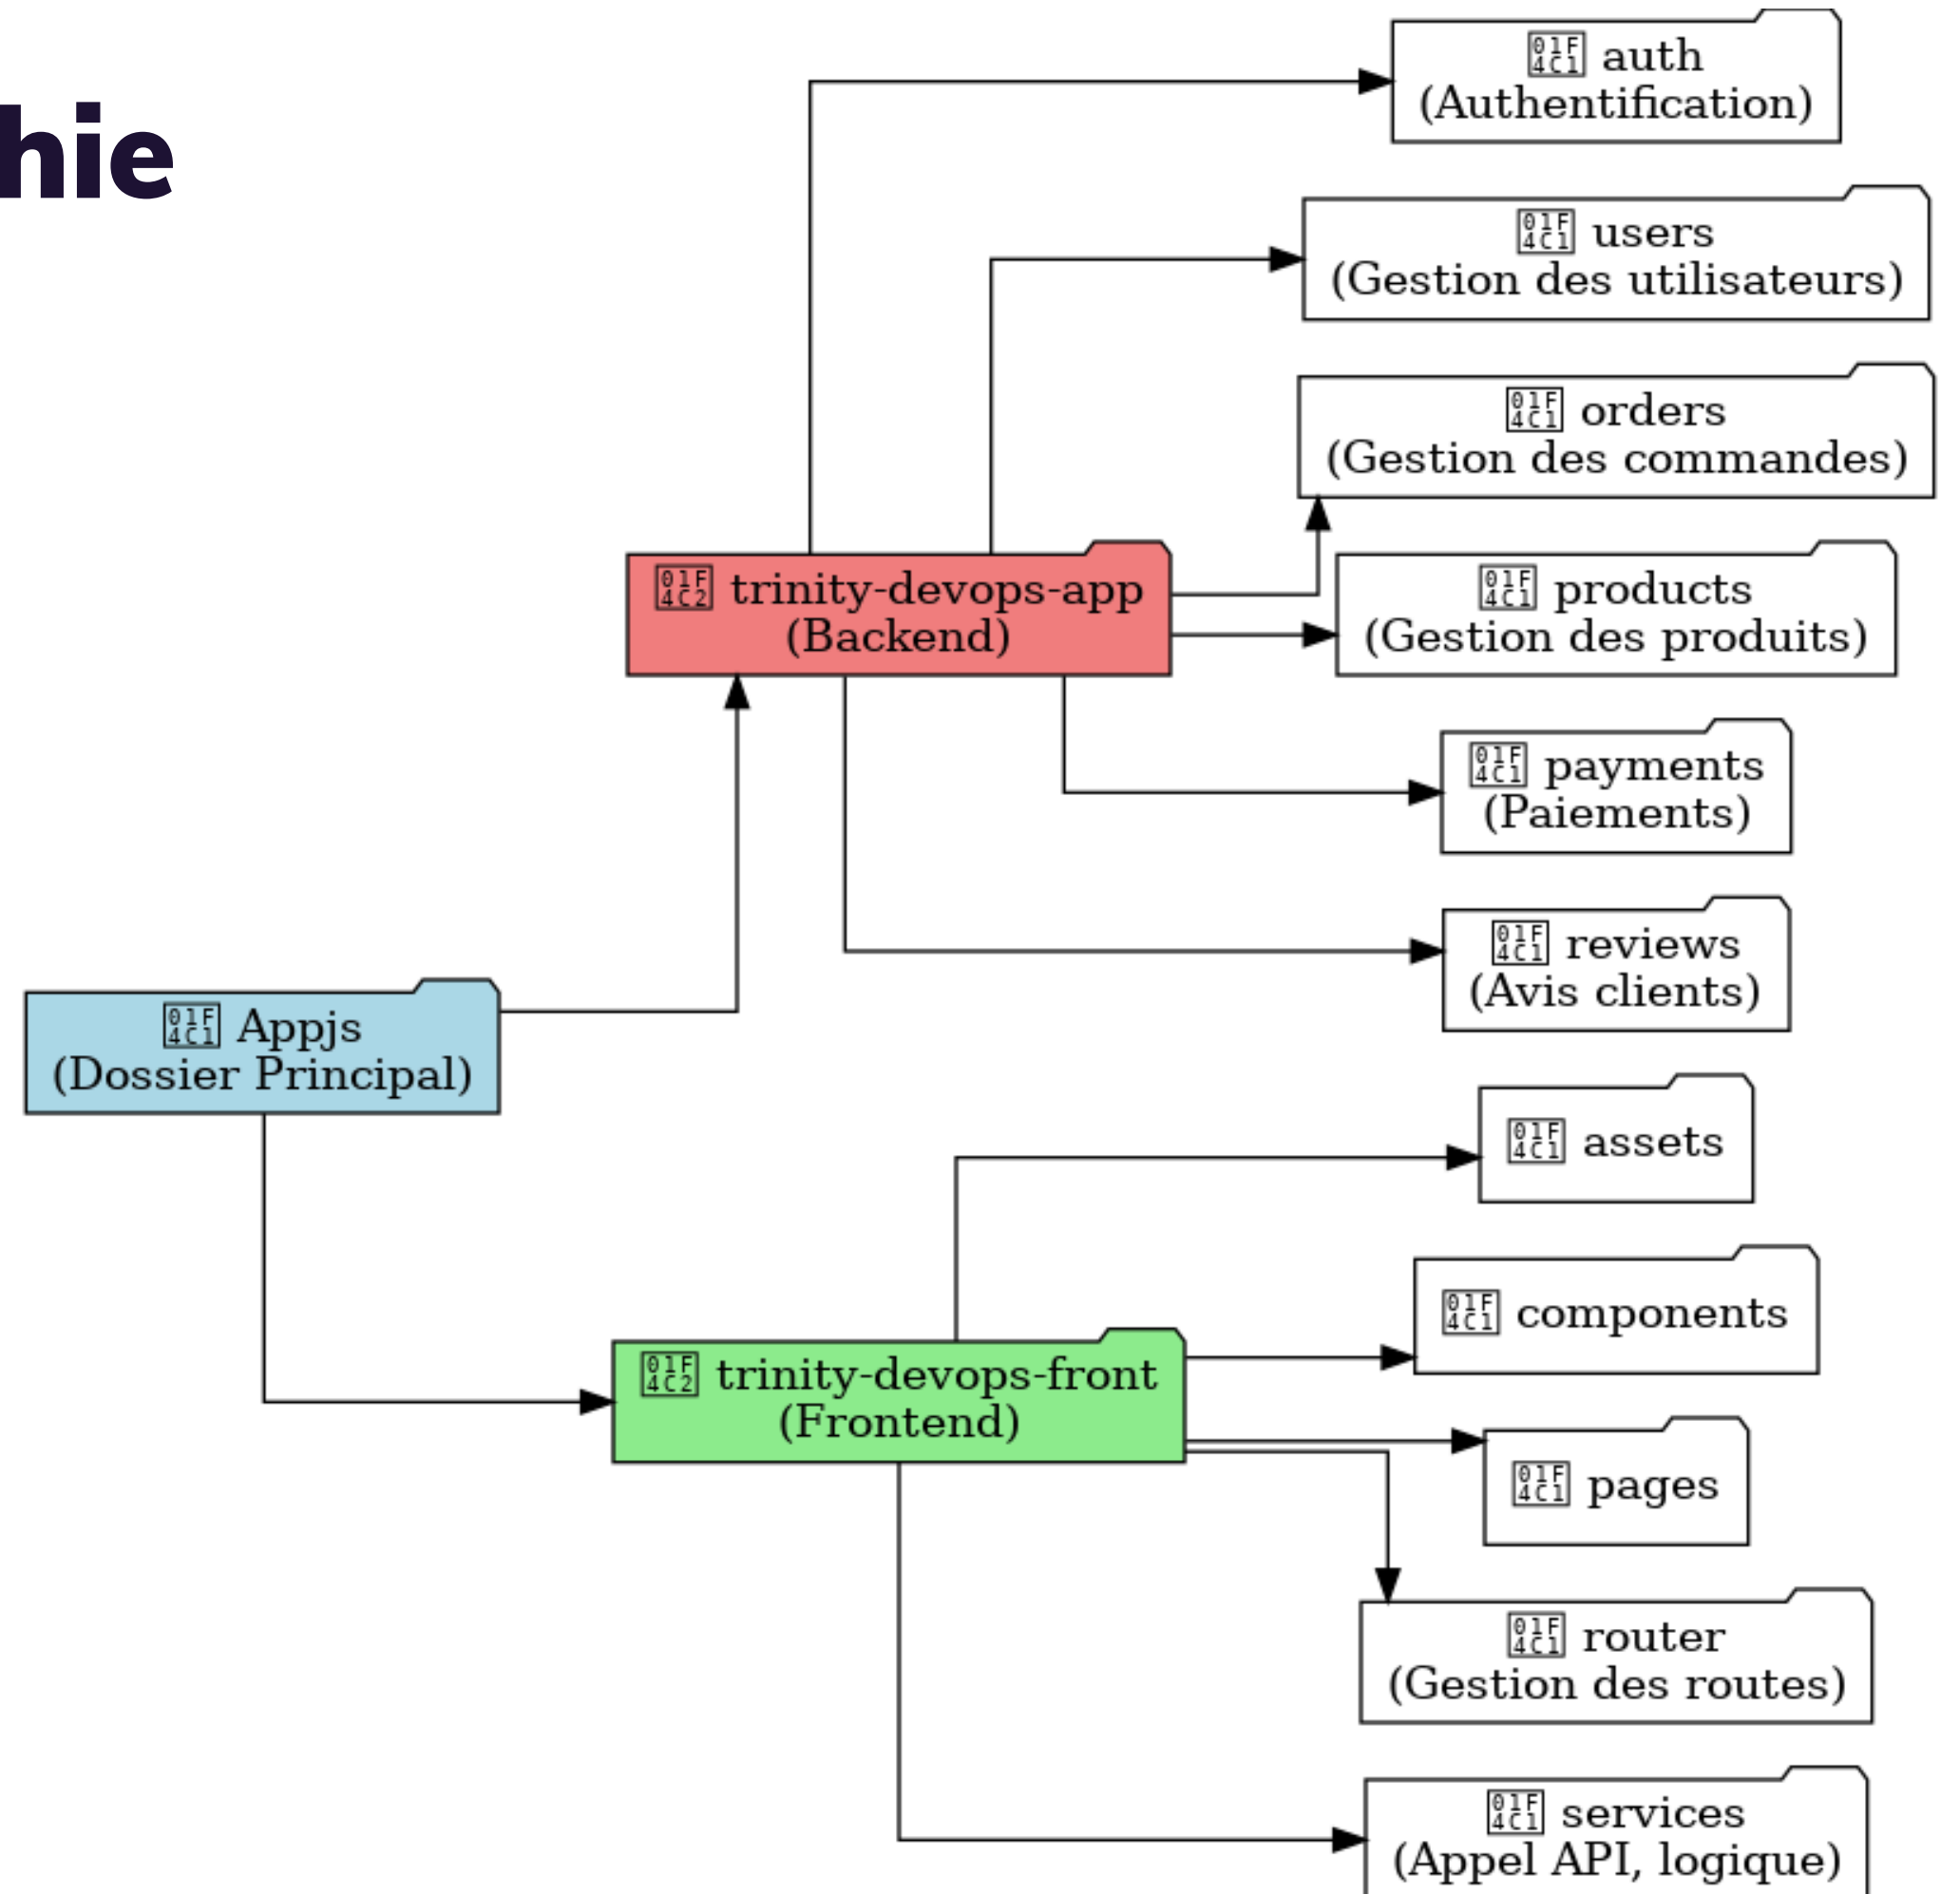 hie
auth
(Authentification)
users
(Gestion des utilisateurs)
orders
(Gestion des commandes)
trinity-devops-app
(Backend)
products
(Gestion des produits)
payments
(Paiements)
reviews
(Avis clients)
Appjs
(Dossier Principal)
assets
components
trinity-devops-front
(Frontend)
pages
router
(Gestion des routes)
services
(Appel API, logique)